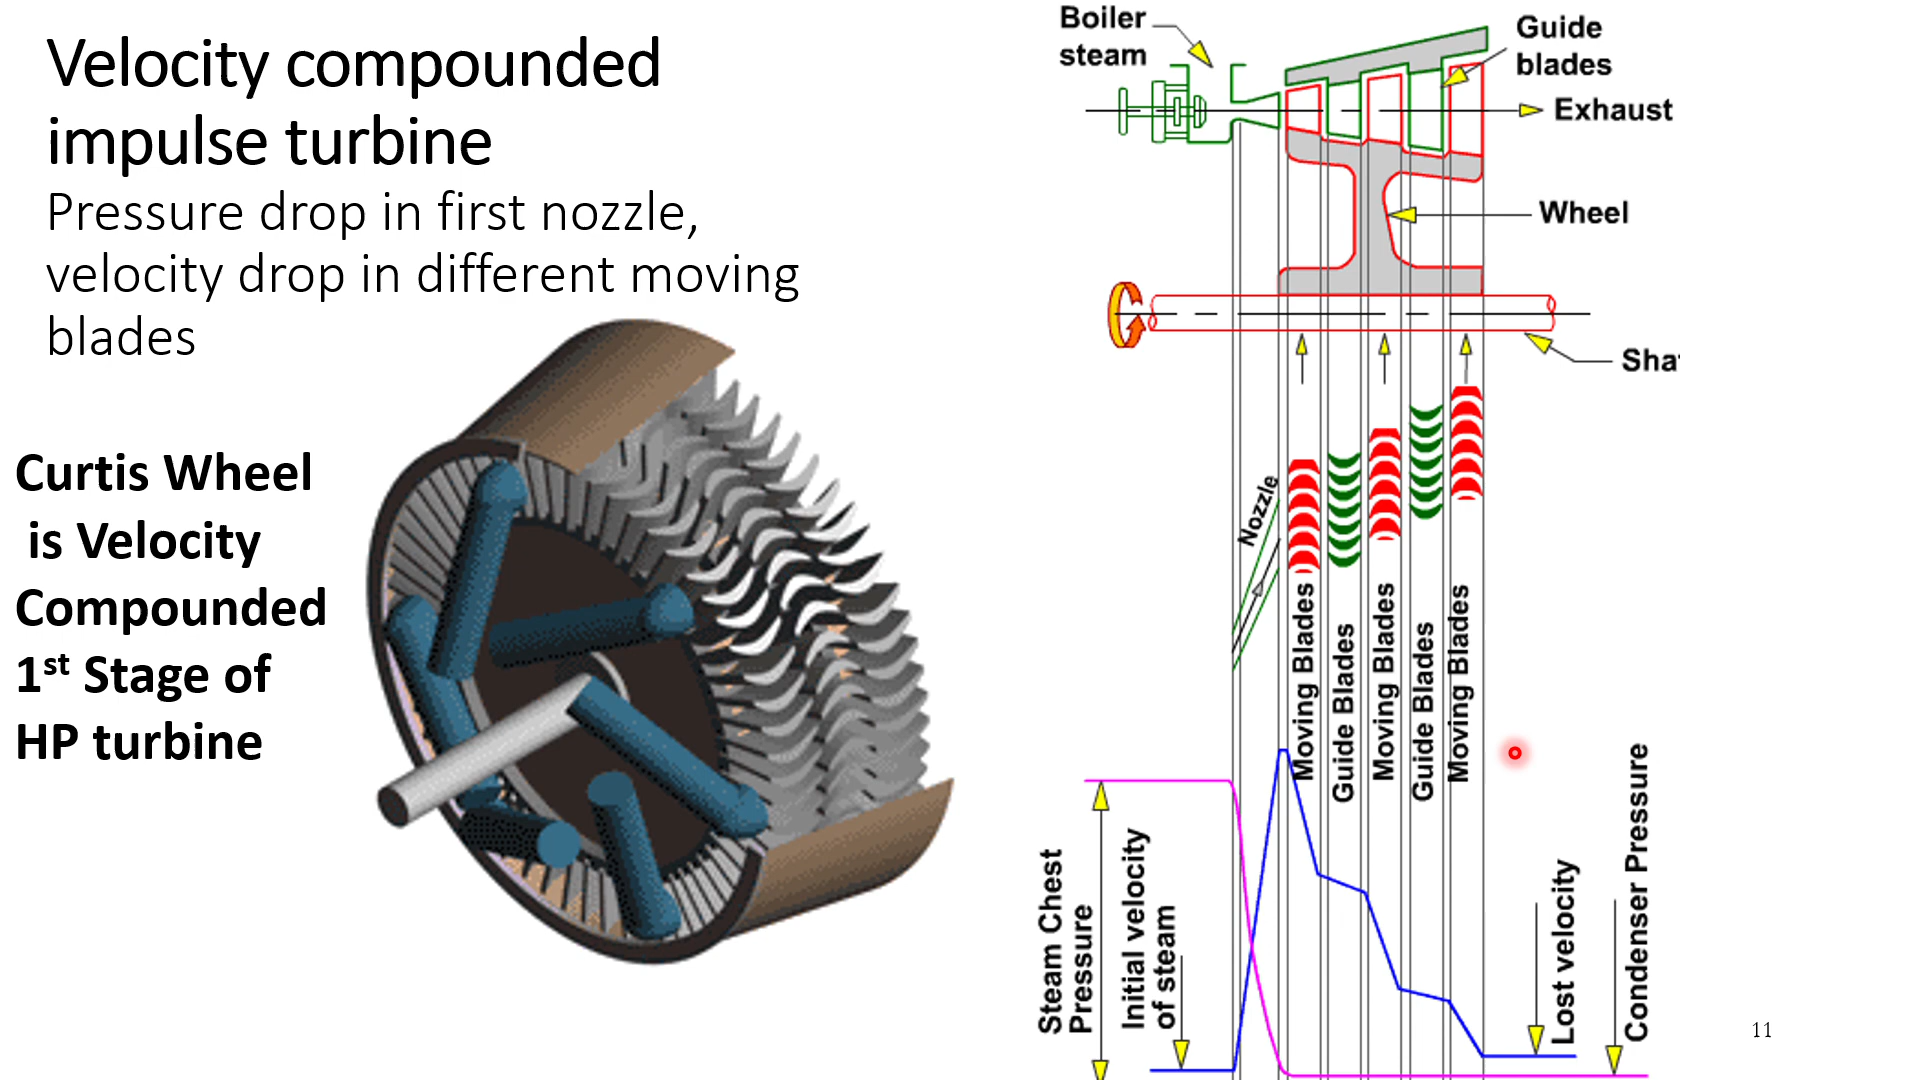 Velocity compounded
impulse turbine
Pressure drop in first nozzle,
velocity drop in different moving
blades
Curtis Wheel
is Velocity
Compounded
1st Stage of
HP turbine
Boiler
steam
Guide
blades
Exhaust
Wheel
Sha
Nozzle
Moving Blades
Guide Blades
Moving Blades
Guide Blades
Moving Blades
Steam Chest
Pressure
Initial velocity
of steam
Lost velocity
Condenser Pressure
11